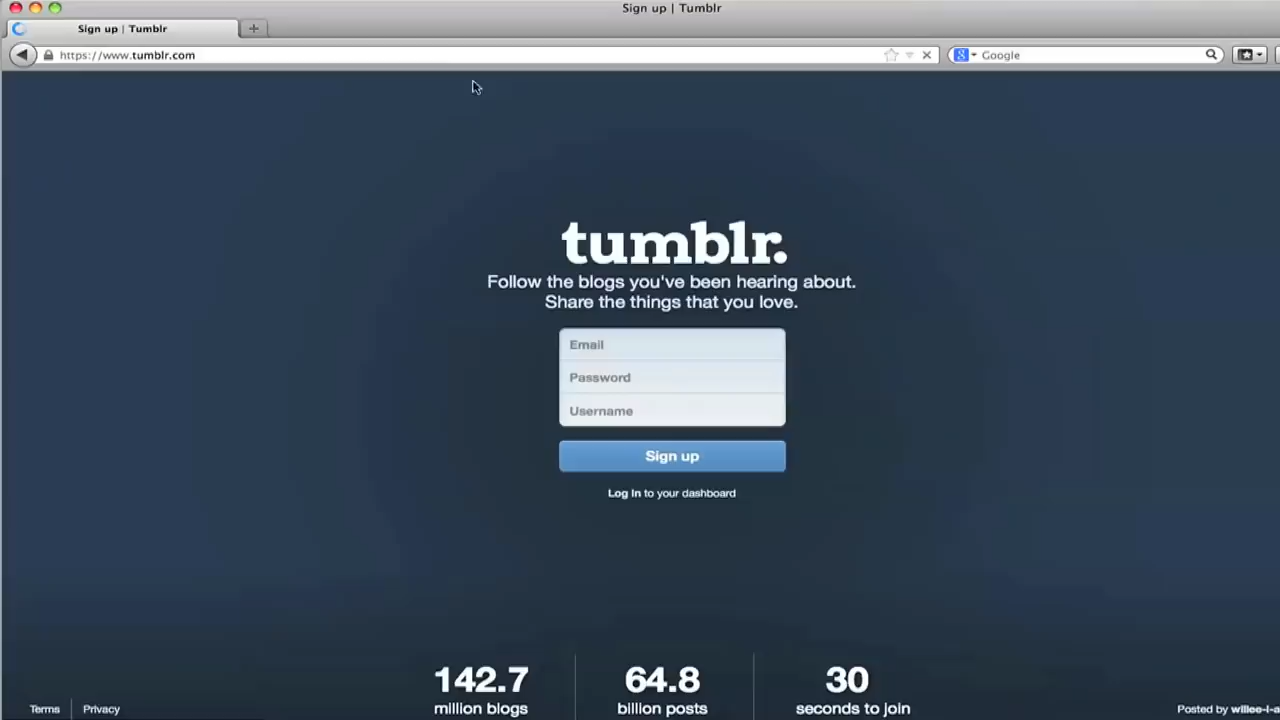 Sign up | Tumblr
Sign up | Tumblr
https://www.tumblr.com
Google
tumblr.
Follow the blogs you've been hearing about.
Share the things that you love.
Email
Password
Username
Sign up
Log in to your dashboard
142.7
million blogs
64.8
billion posts
30
seconds to join
Terms
Privacy
Posted by willee-l-a